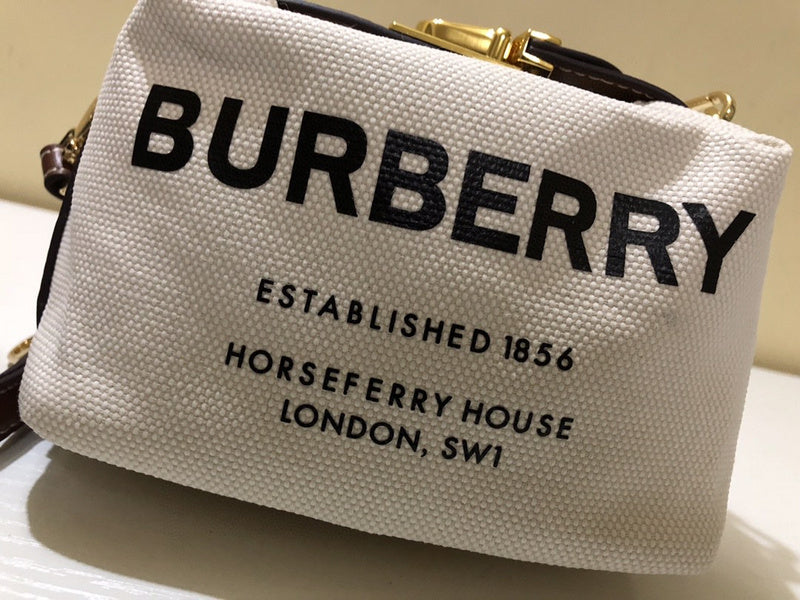 BURBERRY
ESTABLISHED 1856
HORSEFERRY HOUSE
LONDON, SW1